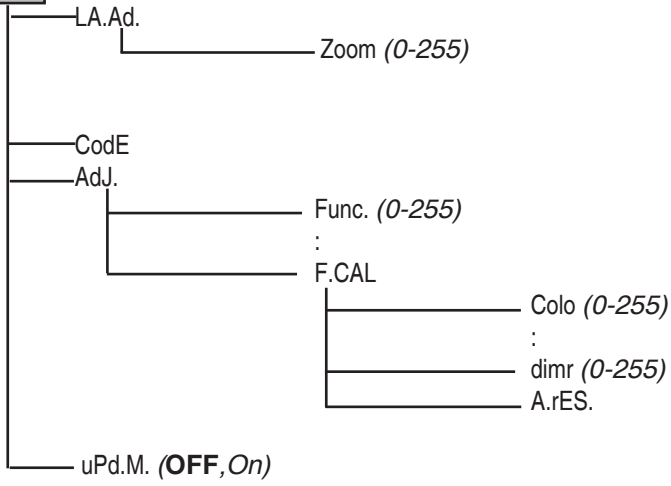 LA.Ad.
Zoom (0-255)
CodE
AdJ.
Func. (0-255)
:
F.CAL
Colo (0-255)
:
dimr (0-255)
A.rES.
uPd.M. (OFF,On)